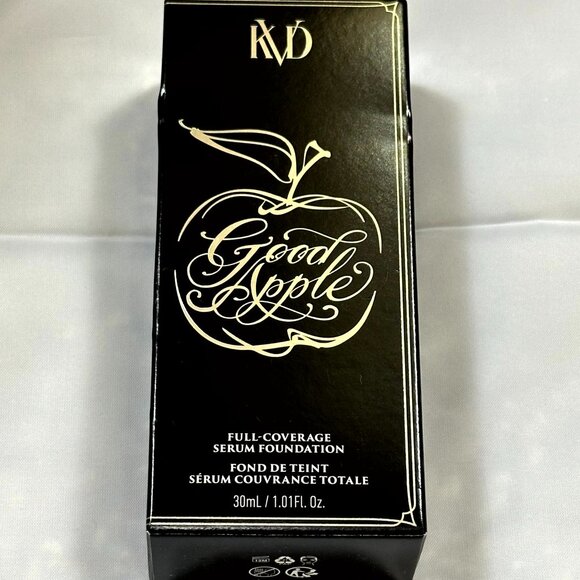 KVD
Good
Apple
FULL-COVERAGE
SERUM FOUNDATION
FOND DE TEINT
SÉRUM COUVRANCE TOTALE
30mL / 1.01Fl. Oz.